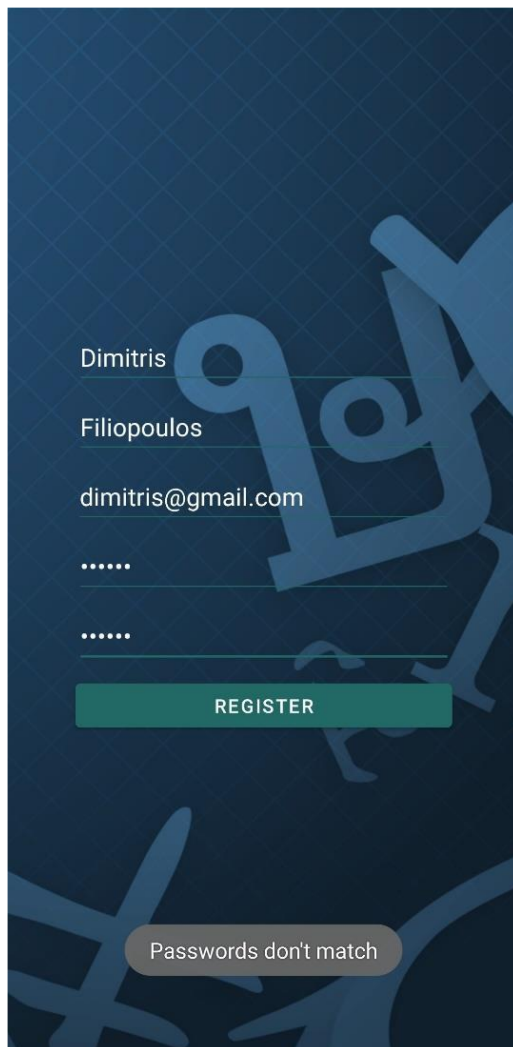 Dimitris
Filiopoulos
dimitris@gmail.com
••••••
••••••
REGISTER
Passwords don't match